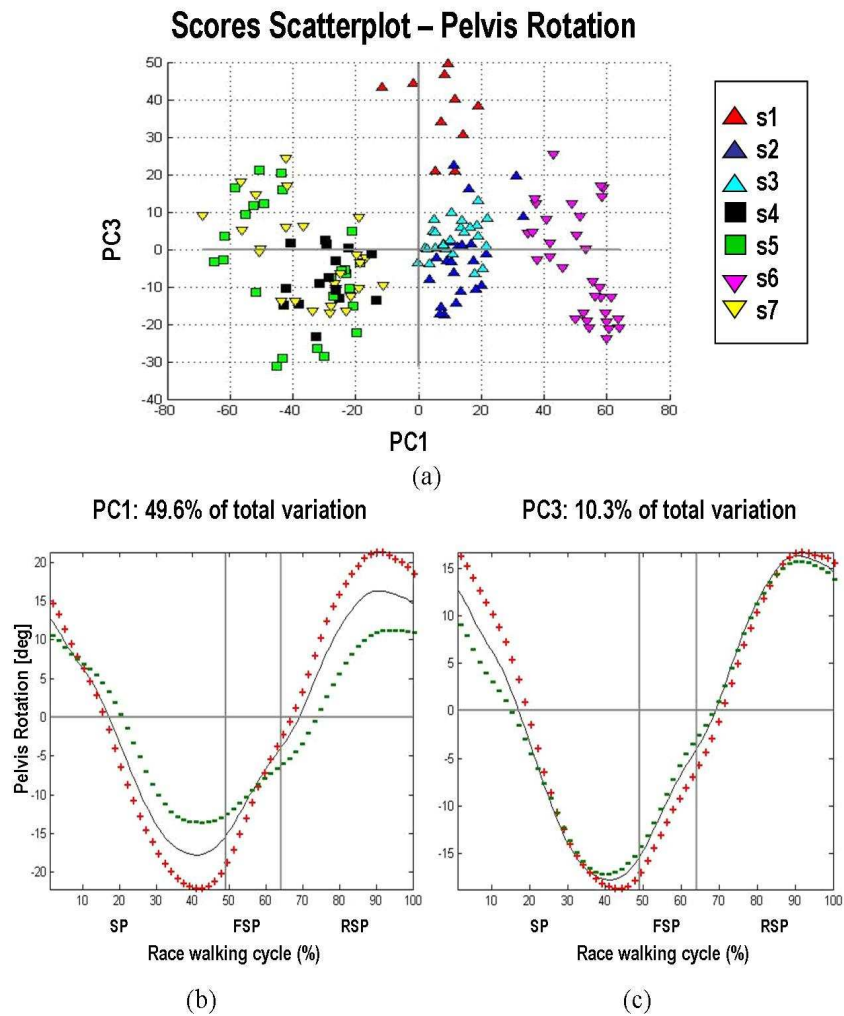 Scores Scatterplot – Pelvis Rotation
50
40
30
20
10
0
-10
-20
-30
-40
PC3
-80
-60
-40
-20
0
20
40
60
80
PC1
s1
s2
s3
s4
s5
s6
s7
(a)
PC1: 49.6% of total variation
20
15
10
5
0
-5
-10
-15
-20
Pelvis Rotation [deg]
10
20
30
40
50
60
70
80
90
100
SP
FSP
RSP
Race walking cycle (%)
(b)
PC3: 10.3% of total variation
15
10
5
0
-5
-10
-15
10
20
30
40
50
60
70
80
90
100
SP
FSP
RSP
Race walking cycle (%)
(c)